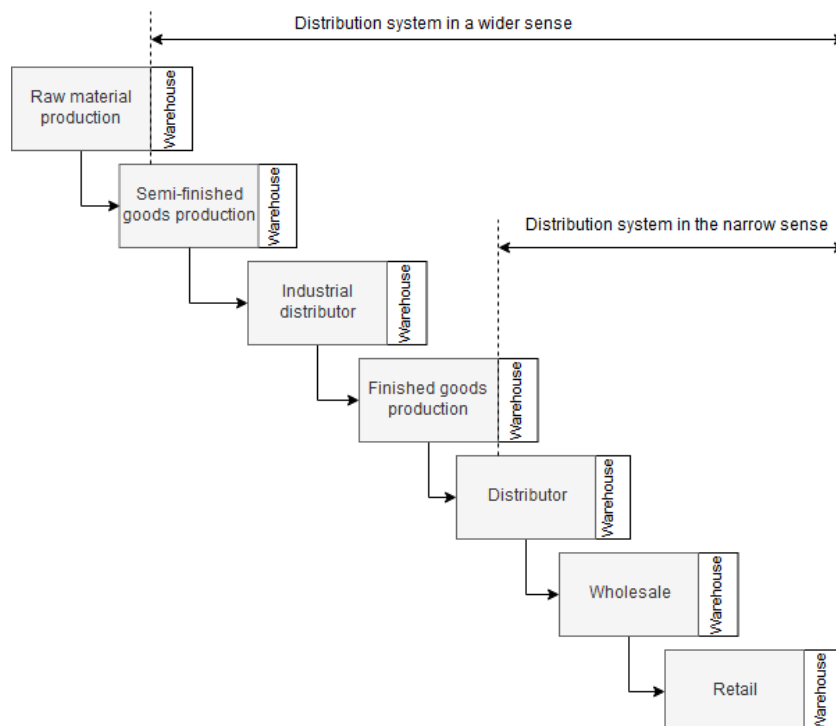 Distribution system in a wider sense
Raw material
production
Warehouse
Semi-finished
goods production
Warehouse
Distribution system in the narrow sense
Industrial
distributor
Warehouse
Finished goods
production
Warehouse
Distributor
Warehouse
Wholesale
Warehouse
Retail
Warehouse